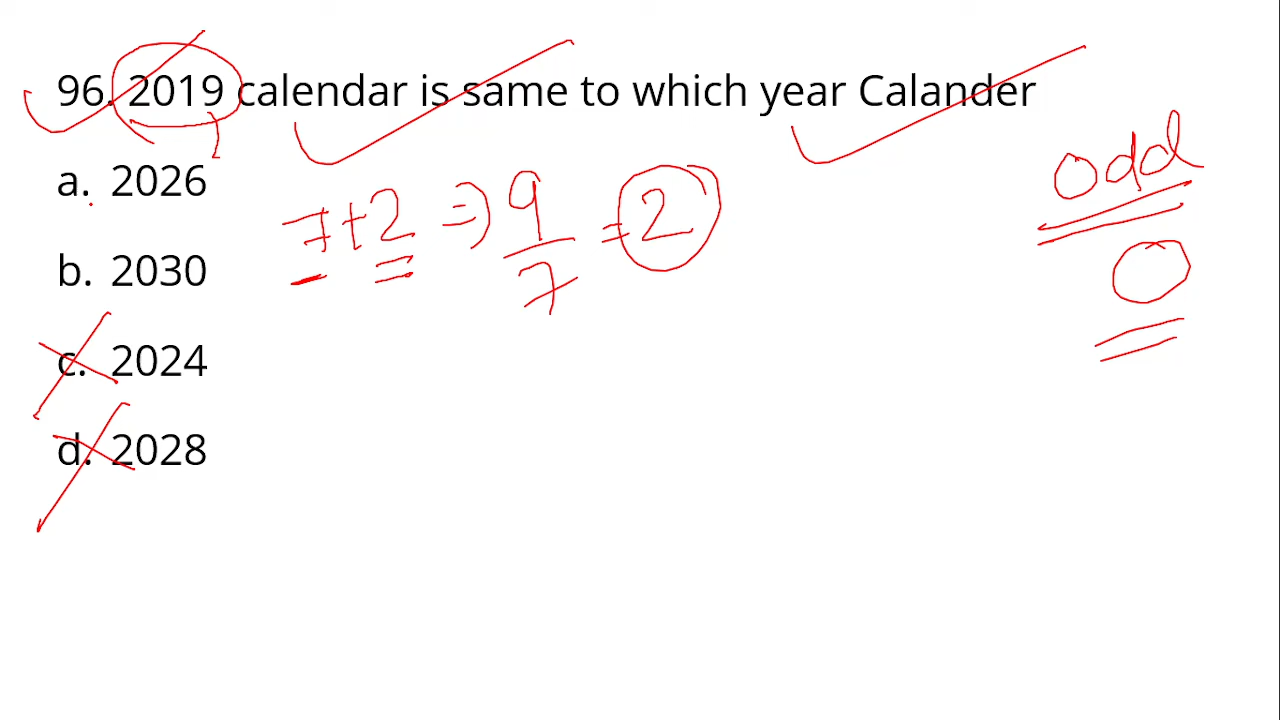 96. 2019 calendar is same to which year Calander
odd
a. 2026
7+2 ⇒ 9/7 = 2
0
b. 2030
c. 2024
d. 2028